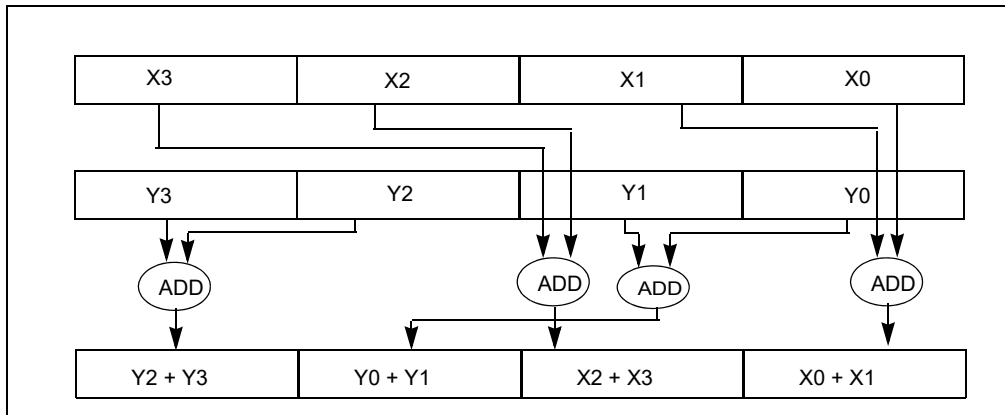 X3 X2 X1 X0
Y3 Y2 Y1 Y0
ADD ADD ADD ADD
Y2 + Y3 Y0 + Y1 X2 + X3 X0 + X1